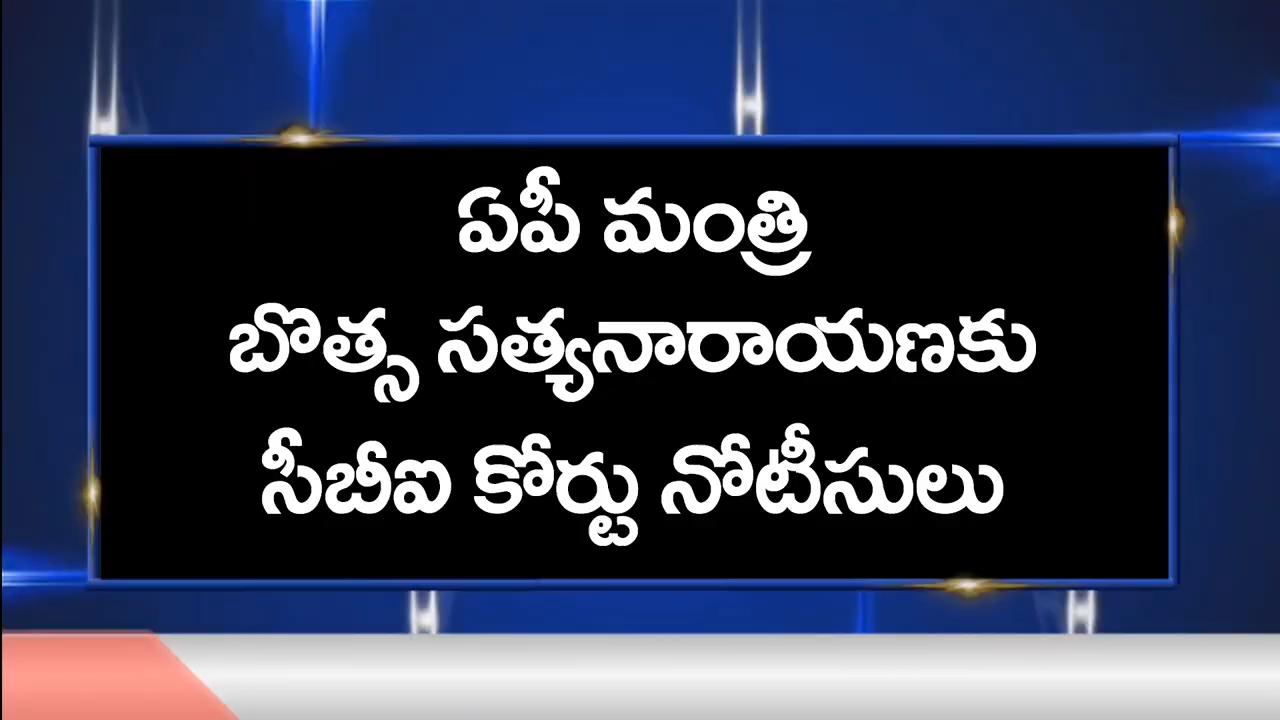 ఏపీ మంత్రి
బొత్స సత్యనారాయణకు
సీబీఐ కోర్టు నోటీసులు